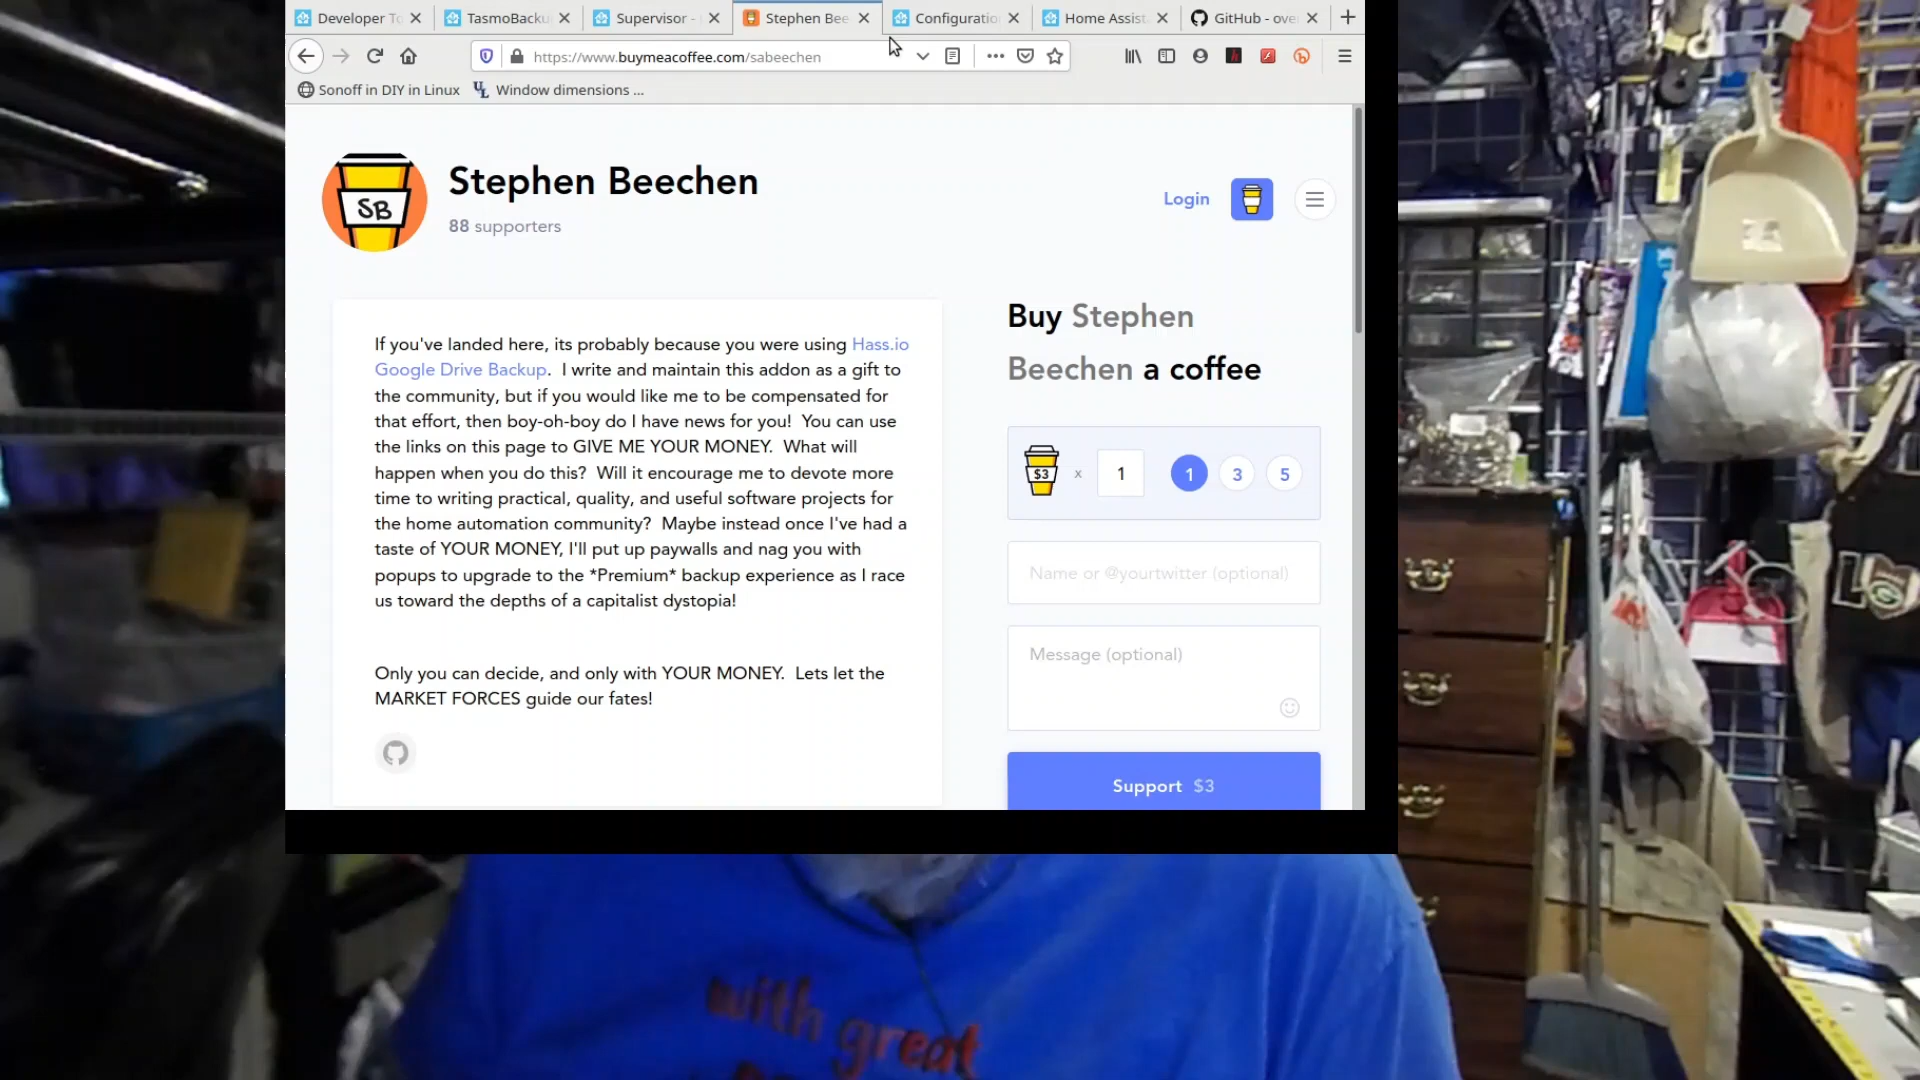 Developer To
TasmoBacku
Supervisor -
Stephen Bee
Configuratio
Home Assist
GitHub - ove
https://www.buymeacoffee.com/sabeechen
Sonoff in DIY in Linux
Window dimensions ...
Stephen Beechen
88 supporters
Login
SB
If you've landed here, its probably because you were using Hass.io
Google Drive Backup. I write and maintain this addon as a gift to
the community, but if you would like me to be compensated for
that effort, then boy-oh-boy do I have news for you! You can use
the links on this page to GIVE ME YOUR MONEY. What will
happen when you do this? Will it encourage me to devote more
time to writing practical, quality, and useful software projects for
the home automation community? Maybe instead once I've had a
taste of YOUR MONEY, I'll put up paywalls and nag you with
popups to upgrade to the *Premium* backup experience as I race
us toward the depths of a capitalist dystopia!
Only you can decide, and only with YOUR MONEY. Lets let the
MARKET FORCES guide our fates!
Buy Stephen
Beechen a coffee
$3 x 1 1 3 5
Name or @yourtwitter (optional)
Message (optional)
Support $3
with great